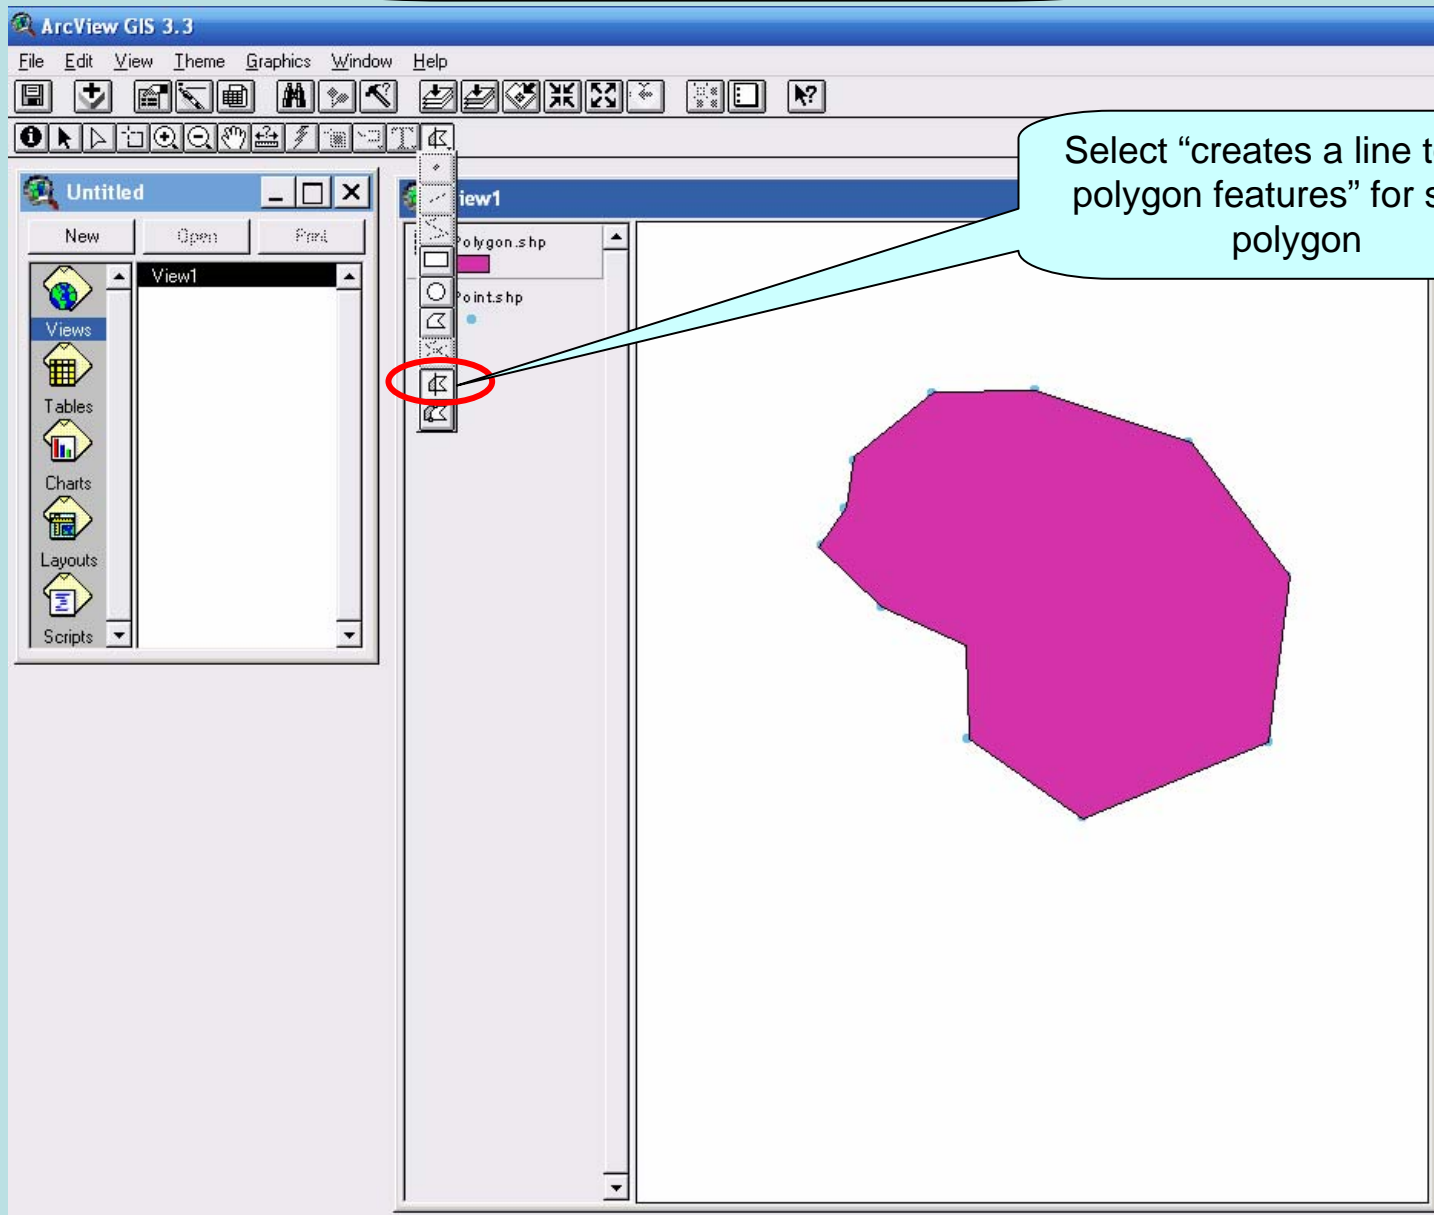 ArcView GIS 3.3
File Edit View Theme Graphics Window Help
Select “creates a line t
polygon features” for s
polygon
Untitled
New Open Print
View1
Views
Tables
Charts
Layouts
Scripts
iew1
Polygon.shp
Point.shp